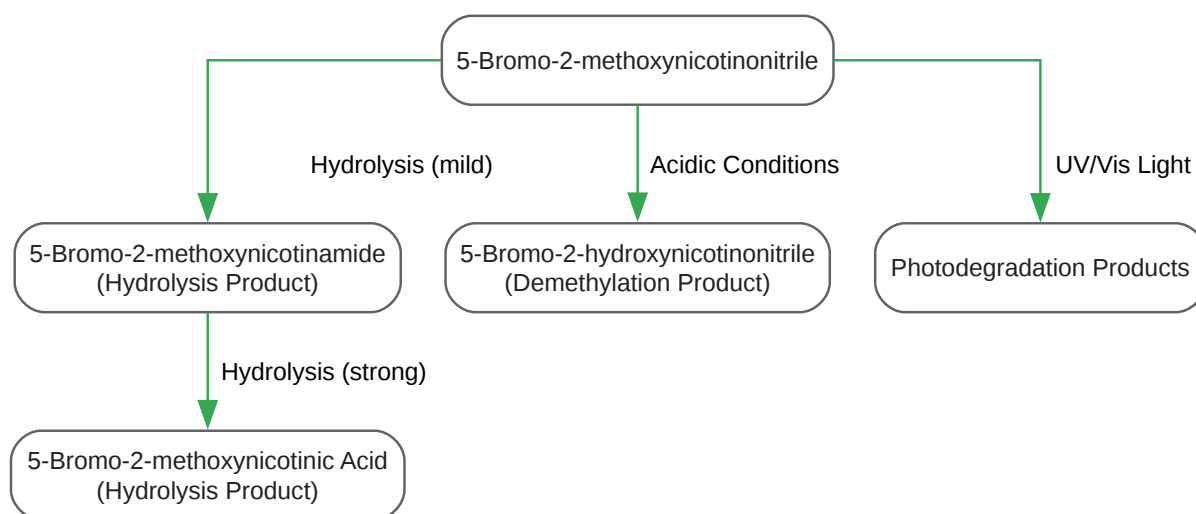 5-Bromo-2-methoxynicotinonitrile
Hydrolysis (mild)
Acidic Conditions
UV/Vis Light
5-Bromo-2-methoxynicotinamide
(Hydrolysis Product)
5-Bromo-2-hydroxynicotinonitrile
(Demethylation Product)
Photodegradation Products
Hydrolysis (strong)
5-Bromo-2-methoxynicotinic Acid
(Hydrolysis Product)